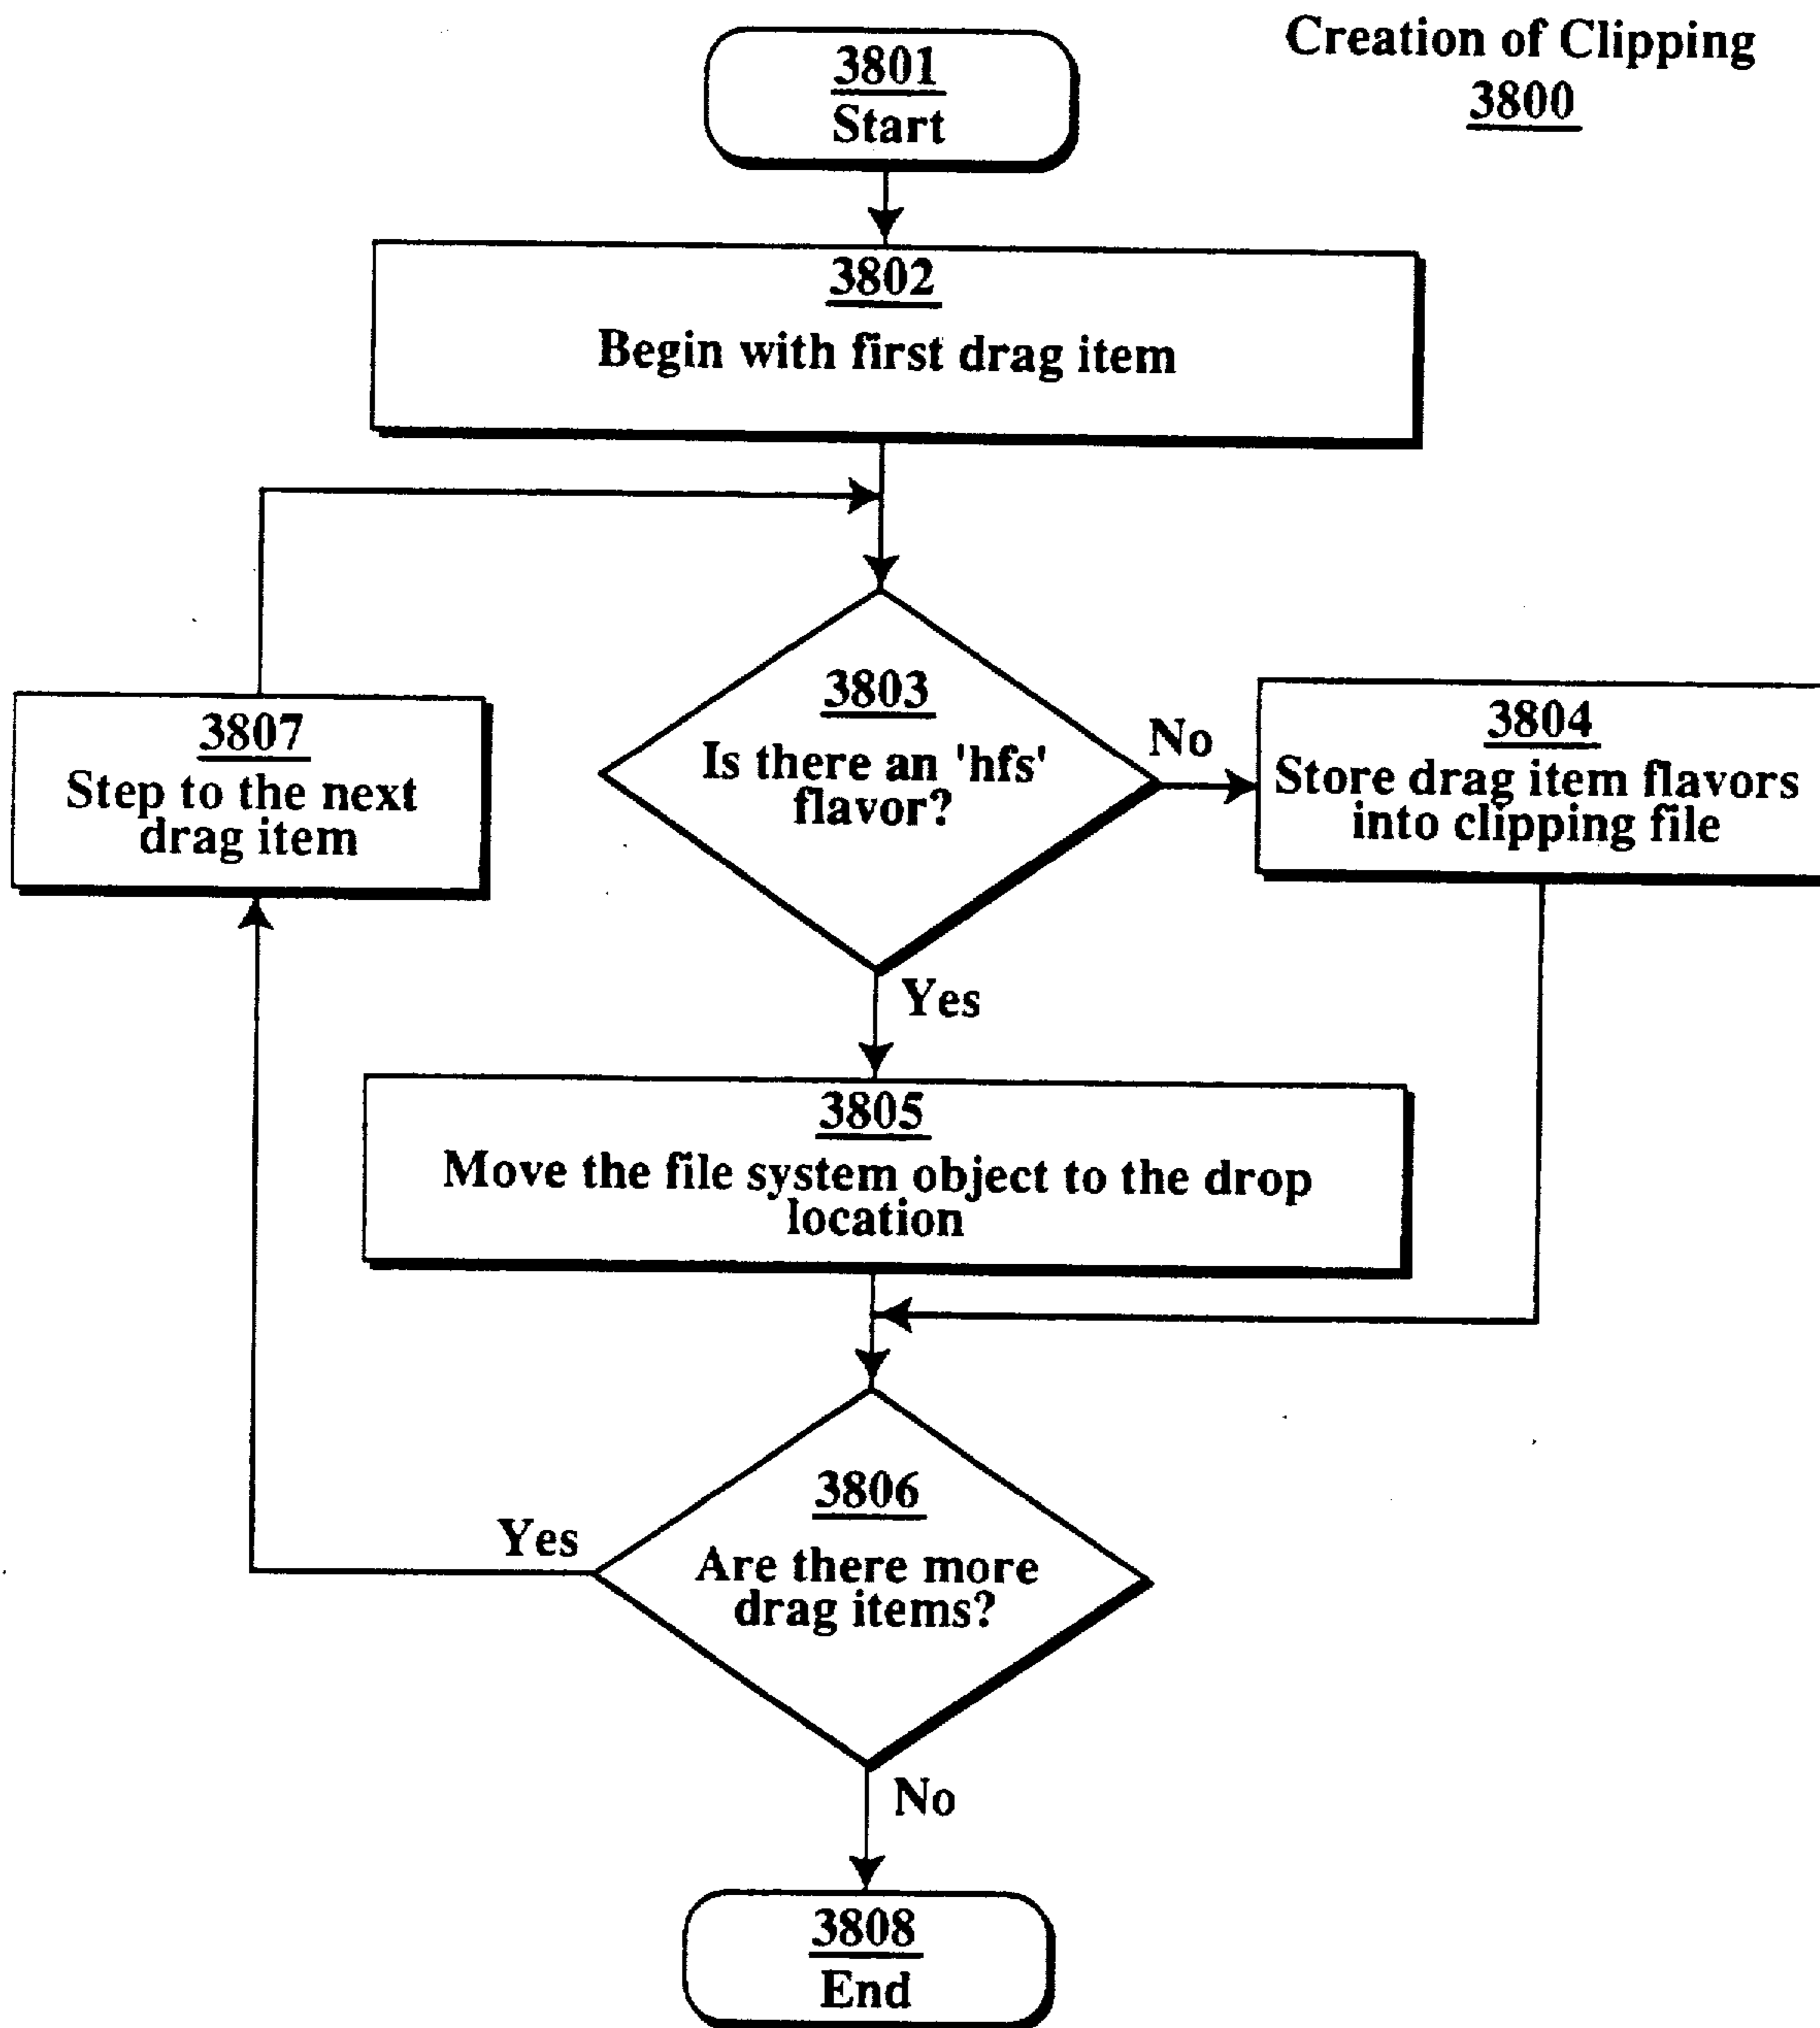 Creation of Clipping
3800
3801
Start
3802
Begin with first drag item
3803
Is there an 'hfs'
flavor?
No
3804
Store drag item flavors
into clipping file
3807
Step to the next
drag item
Yes
3805
Move the file system object to the drop
location
3806
Are there more
drag items?
Yes
No
3808
End